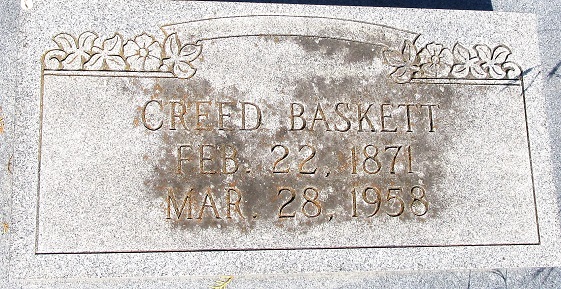 CREED BASKETT
FEB. 22, 1871
MAR. 28, 1958